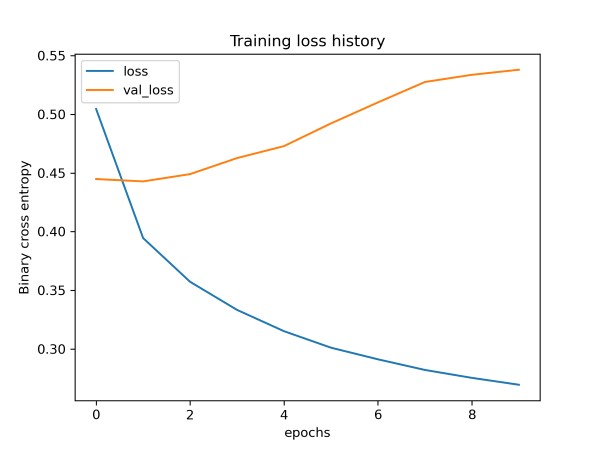 Training loss history
loss
val_loss
Binary cross entropy
0.55
0.50
0.45
0.40
0.35
0.30
0 2 4 6 8
epochs